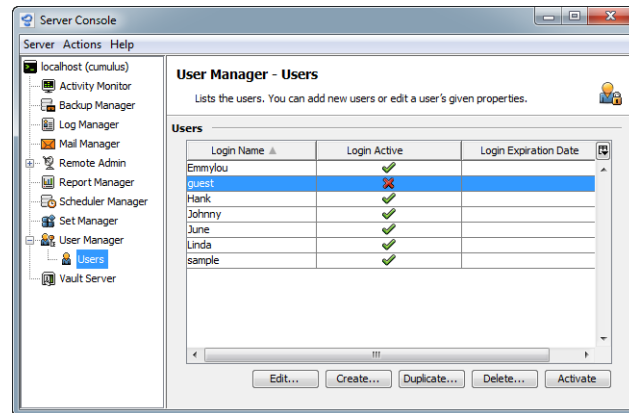 Server Console
Server Actions Help
localhost (cumulus)
Activity Monitor
Backup Manager
Log Manager
Mail Manager
Remote Admin
Report Manager
Scheduler Manager
Set Manager
User Manager
Users
Vault Server
User Manager - Users
Lists the users. You can add new users or edit a user's given properties.
Users
Login Name Login Active Login Expiration Date
Emmylou
guest
Hank
Johnny
June
Linda
sample
Edit... Create... Duplicate... Delete... Activate